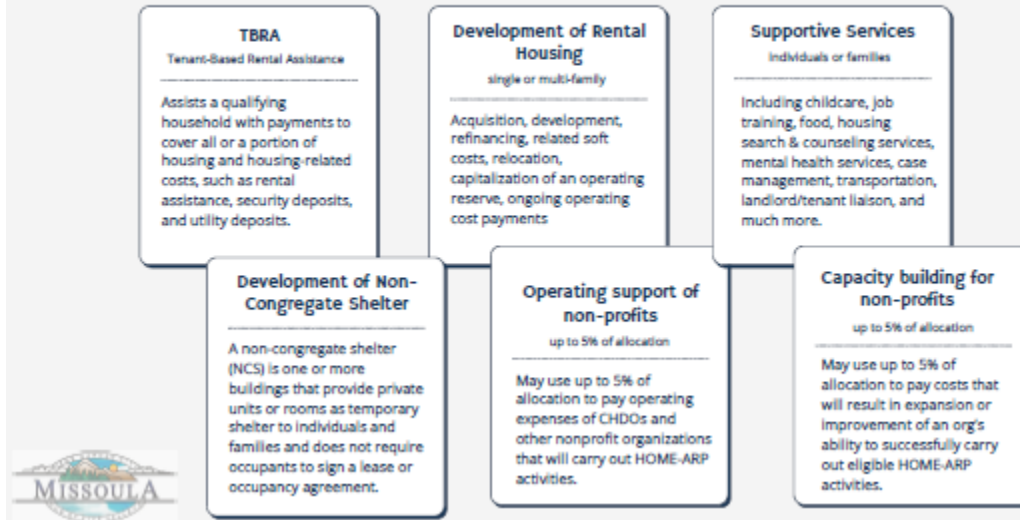 TBRA
Tenant-Based Rental Assistance
Assists a qualifying
household with payments to
cover all or a portion of
housing and housing-related
costs, such as rental
assistance, security deposits,
and utility deposits.
Development of Rental
Housing
single or multi-family
Acquisition, development,
refinancing, related soft
costs, relocation,
capitalization of an operating
reserve, ongoing operating
cost payments
Supportive Services
individuals or families
Including childcare, job
training, food, housing
search & counseling services,
mental health services, case
management, transportation,
landlord/tenant liaison, and
much more.
Development of Non-
Congregate Shelter
A non-congregate shelter
(NCS) is one or more
buildings that provide private
units or rooms as temporary
shelter to individuals and
families and does not require
occupants to sign a lease or
occupancy agreement.
Operating support of
non-profits
up to 5% of allocation
May use up to 5% of
allocation to pay operating
expenses of CHDOs and
other nonprofit organizations
that will carry out HOME-ARP
activities.
Capacity building for
non-profits
up to 5% of allocation
May use up to 5% of
allocation to pay costs that
will result in expansion or
improvement of an org's
ability to successfully carry
out eligible HOME-ARP
activities.
MISSOULA